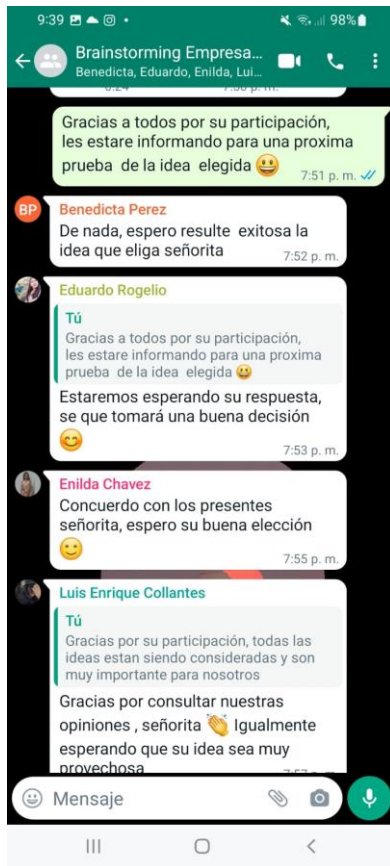 9:39
98%
Brainstorming Empresa...
Benedicta, Eduardo, Enilda, Lui...
Gracias a todos por su participación,
les estare informando para una proxima
prueba de la idea elegida 😃
7:51 p. m.
BP
Benedicta Perez
De nada, espero resulte exitosa la
idea que eliga señorita
7:52 p. m.
Eduardo Rogelio
Tú
Gracias a todos por su participación,
les estare informando para una proxima
prueba de la idea elegida 😃
Estaremos esperando su respuesta,
se que tomará una buena decisión
😊
7:53 p. m.
Enilda Chavez
Concuerdo con los presentes
señorita, espero su buena elección
🙂
7:55 p. m.
Luis Enrique Collantes
Tú
Gracias por su participación, todas las
ideas estan siendo consideradas y son
muy importante para nosotros
Gracias por consultar nuestras
opiniones , señorita 👏 Igualmente
esperando que su idea sea muy
provechosa
Mensaje